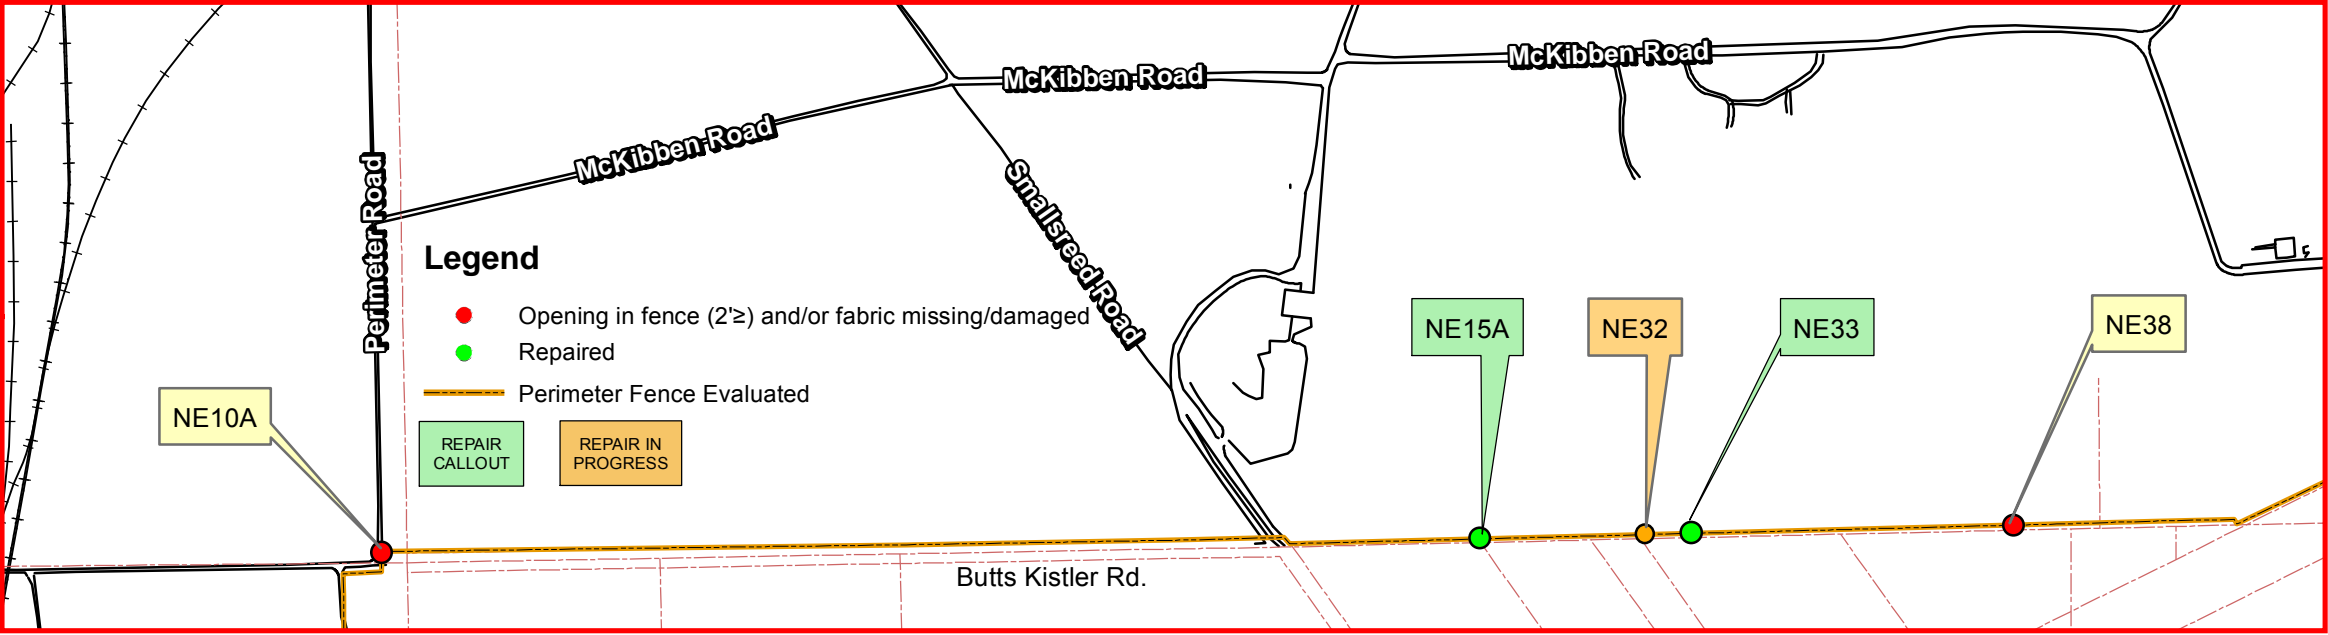 McKibben Road
McKibben Road
McKibben Road
Perimeter Road
Smallsreed Road
Legend
Opening in fence (2'≥) and/or fabric missing/damaged
Repaired
Perimeter Fence Evaluated
REPAIR
CALLOUT
REPAIR IN
PROGRESS
NE10A
NE15A
NE32
NE33
NE38
Butts Kistler Rd.